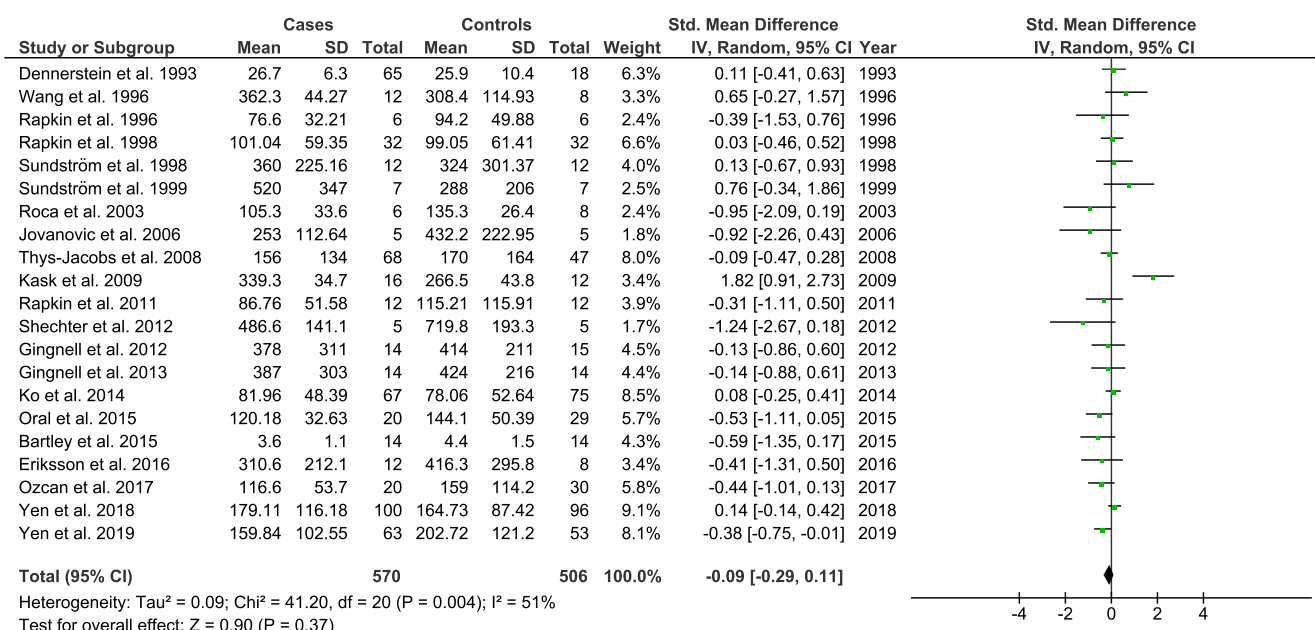 Cases Controls Std. Mean Difference Std. Mean Difference
Study or Subgroup Mean SD Total Mean SD Total Weight IV, Random, 95% CI Year IV, Random, 95% CI
Dennerstein et al. 1993 26.7 6.3 65 25.9 10.4 18 6.3% 0.11 [-0.41, 0.63] 1993
Wang et al. 1996 362.3 44.27 12 308.4 114.93 8 3.3% 0.65 [-0.27, 1.57] 1996
Rapkin et al. 1996 76.6 32.21 6 94.2 49.88 6 2.4% -0.39 [-1.53, 0.76] 1996
Rapkin et al. 1998 101.04 59.35 32 99.05 61.41 32 6.6% 0.03 [-0.46, 0.52] 1998
Sundström et al. 1998 360 225.16 12 324 301.37 12 4.0% 0.13 [-0.67, 0.93] 1998
Sundström et al. 1999 520 347 7 288 206 7 2.5% 0.76 [-0.34, 1.86] 1999
Roca et al. 2003 105.3 33.6 6 135.3 26.4 8 2.4% -0.95 [-2.09, 0.19] 2003
Jovanovic et al. 2006 253 112.64 5 432.2 222.95 5 1.8% -0.92 [-2.26, 0.43] 2006
Thys-Jacobs et al. 2008 156 134 68 170 164 47 8.0% -0.09 [-0.47, 0.28] 2008
Kask et al. 2009 339.3 34.7 16 266.5 43.8 12 3.4% 1.82 [0.91, 2.73] 2009
Rapkin et al. 2011 86.76 51.58 12 115.21 115.91 12 3.9% -0.31 [-1.11, 0.50] 2011
Shechter et al. 2012 486.6 141.1 5 719.8 193.3 5 1.7% -1.24 [-2.67, 0.18] 2012
Gingnell et al. 2012 378 311 14 414 211 15 4.5% -0.13 [-0.86, 0.60] 2012
Gingnell et al. 2013 387 303 14 424 216 14 4.4% -0.14 [-0.88, 0.61] 2013
Ko et al. 2014 81.96 48.39 67 78.06 52.64 75 8.5% 0.08 [-0.25, 0.41] 2014
Oral et al. 2015 120.18 32.63 20 144.1 50.39 29 5.7% -0.53 [-1.11, 0.05] 2015
Bartley et al. 2015 3.6 1.1 14 4.4 1.5 14 4.3% -0.59 [-1.35, 0.17] 2015
Eriksson et al. 2016 310.6 212.1 12 416.3 295.8 8 3.4% -0.41 [-1.31, 0.50] 2016
Ozcan et al. 2017 116.6 53.7 20 159 114.2 30 5.8% -0.44 [-1.01, 0.13] 2017
Yen et al. 2018 179.11 116.18 100 164.73 87.42 96 9.1% 0.14 [-0.14, 0.42] 2018
Yen et al. 2019 159.84 102.55 63 202.72 121.2 53 8.1% -0.38 [-0.75, -0.01] 2019
Total (95% CI) 570 506 100.0% -0.09 [-0.29, 0.11]
Heterogeneity: Tau² = 0.09; Chi² = 41.20, df = 20 (P = 0.004); I² = 51%
-4 -2 0 2 4
Test for overall effect: Z = 0.90 (P = 0.37)